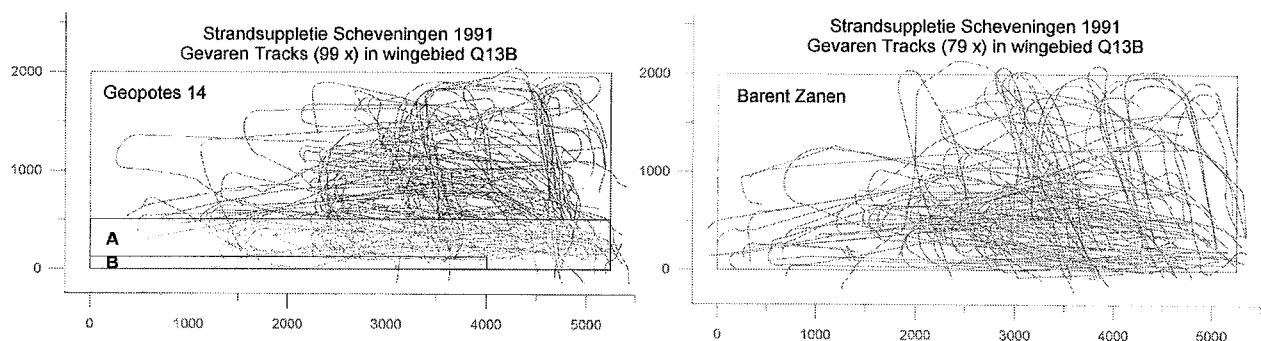 Strandsuppletie Scheveningen 1991
Gevaren Tracks (99 x) in wingebied Q13B
2000
Geopotes 14
1000
A
B
0
0 1000 2000 3000 4000 5000
Strandsuppletie Scheveningen 1991
Gevaren Tracks (79 x) in wingebied Q13B
2000
Barent Zanen
1000
0
0 1000 2000 3000 4000 5000